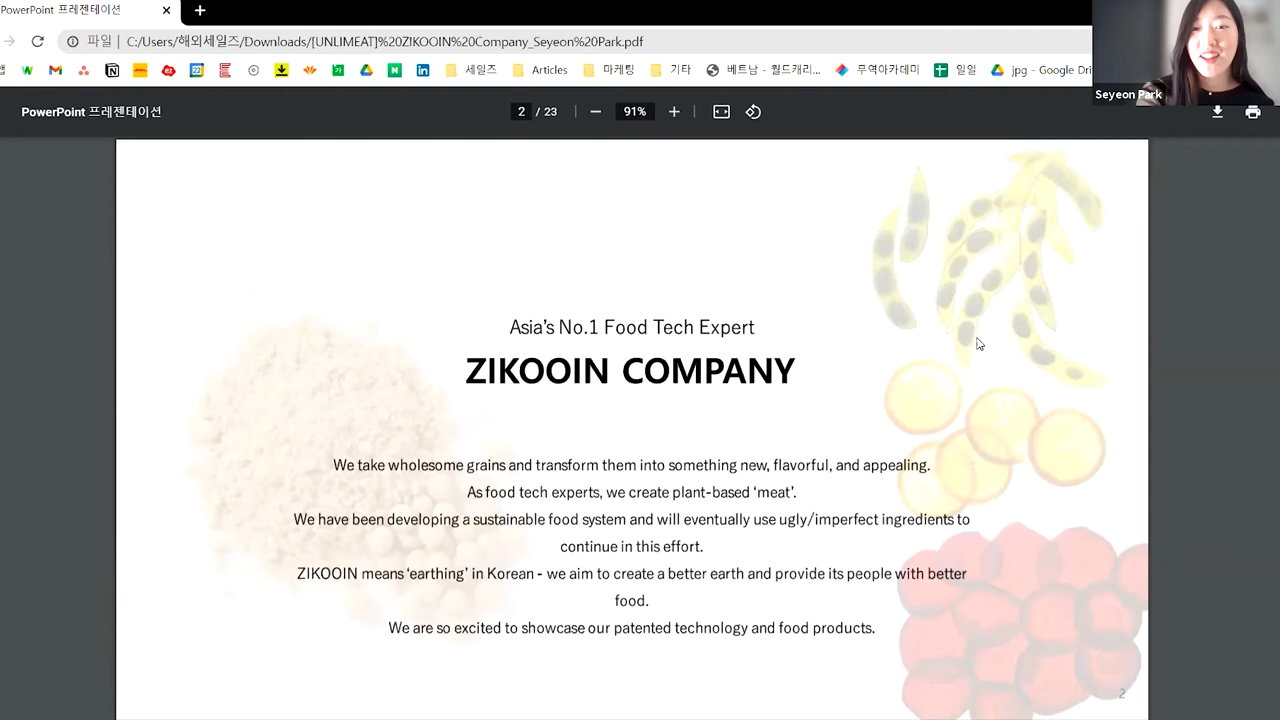 PowerPoint 프레젠테이션
파일 | C:/Users/해외세일즈/Downloads/[UNLIMEAT]%20ZIKOOIN%20Company_Seyeon%20Park.pdf
세일즈 Articles 마케팅 기타 베트남 - 월드캐리... 무역아카데미 일일 jpg - Google Dri
Seyeon Park
PowerPoint 프레젠테이션 2 / 23 91%
Asia's No.1 Food Tech Expert
ZIKOOIN COMPANY
We take wholesome grains and transform them into something new, flavorful, and appealing.
As food tech experts, we create plant-based ‘meat’.
We have been developing a sustainable food system and will eventually use ugly/imperfect ingredients to
continue in this effort.
ZIKOOIN means ‘earthing’ in Korean - we aim to create a better earth and provide its people with better
food.
We are so excited to showcase our patented technology and food products.
2